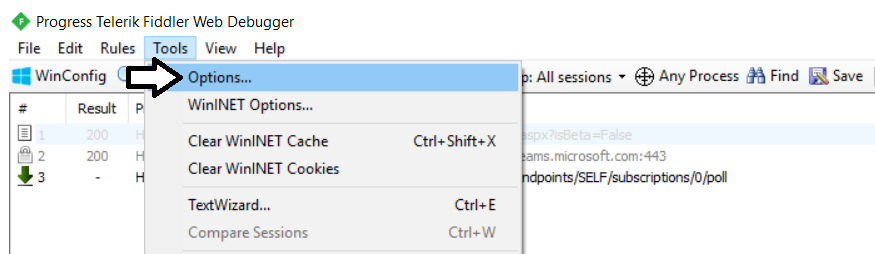 Progress Telerik Fiddler Web Debugger
File Edit Rules Tools View Help
WinConfig Options... p: All sessions Any Process Find Save
WinINET Options...
# Result
Clear WinINET Cache Ctrl+Shift+X
1 200 H aspx?isBeta=False
Clear WinINET Cookies
2 200 H eams.microsoft.com:443
3 - H ndpoints/SELF/subscriptions/0/poll
TextWizard... Ctrl+E
Compare Sessions Ctrl+W